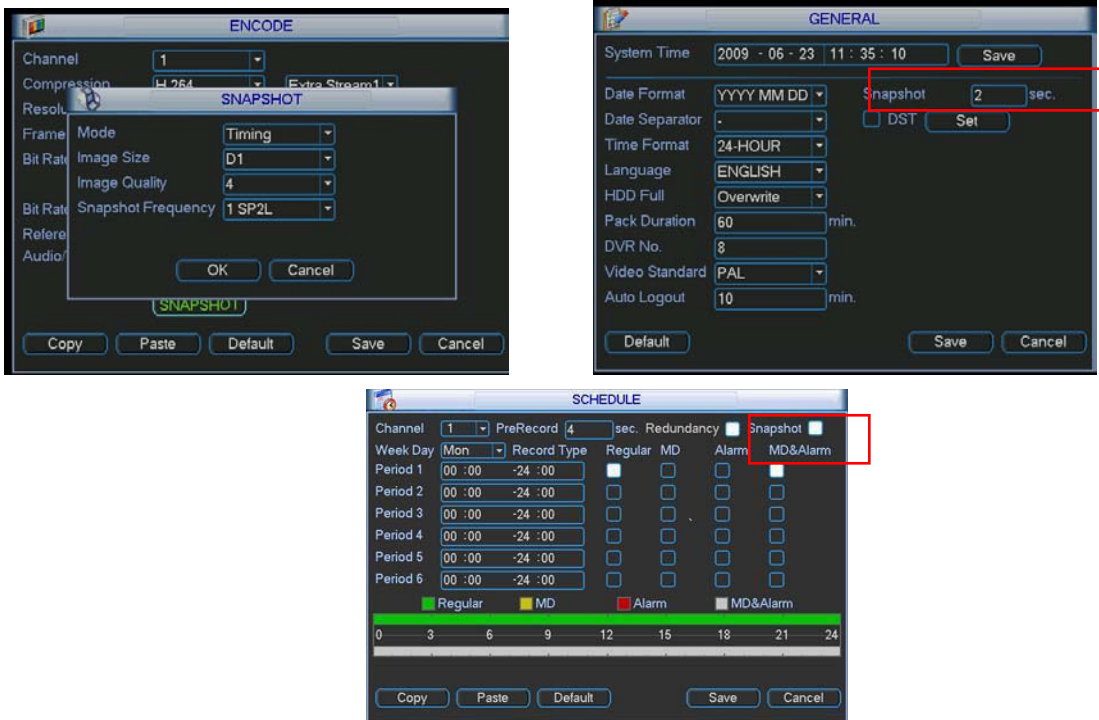 ENCODE
Channel 1
Compression H.264 Extra Stream1
SNAPSHOT
Mode Timing
Frame
Image Size D1
Bit Rate
Image Quality 4
Snapshot Frequency 1 SP2L
Bit Rate
Refere
Audio/
OK Cancel
SNAPSHOT
Copy Paste Default Save Cancel
GENERAL
System Time 2009 - 06 - 23 11 : 35 : 10 Save
Date Format YYYY MM DD Snapshot 2 sec.
Date Separator - DST Set
Time Format 24-HOUR
Language ENGLISH
HDD Full Overwrite
Pack Duration 60 min.
DVR No. 8
Video Standard PAL
Auto Logout 10 min.
Default Save Cancel
SCHEDULE
Channel 1 PreRecord 4 sec. Redundancy Snapshot
Week Day Mon Record Type Regular MD Alarm MD&Alarm
Period 1 00 :00 -24 :00
Period 2 00 :00 -24 :00
Period 3 00 :00 -24 :00
Period 4 00 :00 -24 :00
Period 5 00 :00 -24 :00
Period 6 00 :00 -24 :00
Regular MD Alarm MD&Alarm
0 3 6 9 12 15 18 21 24
Copy Paste Default Save Cancel